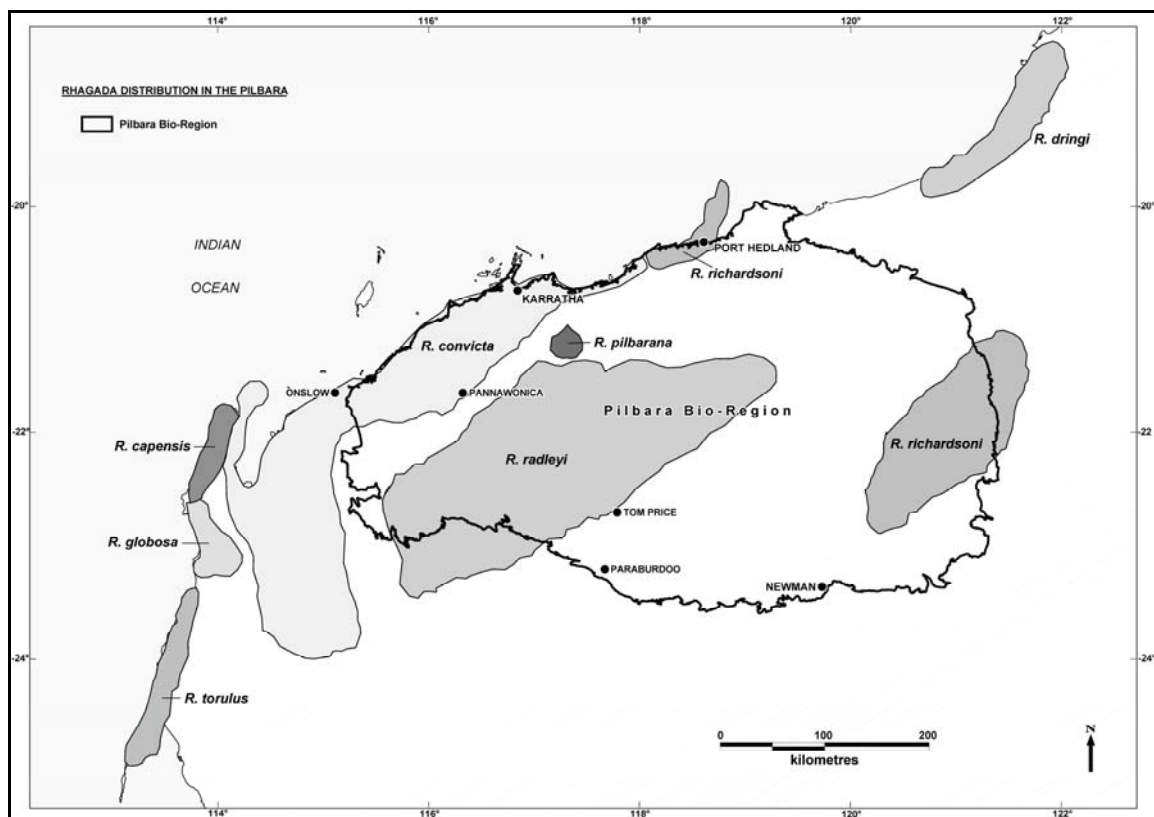 114°
116°
118°
120°
122°
RHAGADA DISTRIBUTION IN THE PILBARA
Pilbara Bio-Region
R. dringi
-20°
-20°
INDIAN
OCEAN
PORT HEDLAND
R. richardsoni
KARRATHA
R. convicta
R. pilbarana
ONSLOW
PANNAWONICA
Pilbara Bio-Region
-22°
-22°
R. capensis
R. radleyi
R. richardsoni
TOM PRICE
R. globosa
PARABURDOO
NEWMAN
-24°
-24°
R. torulus
0 100 200
kilometres
N
114°
116°
118°
120°
122°